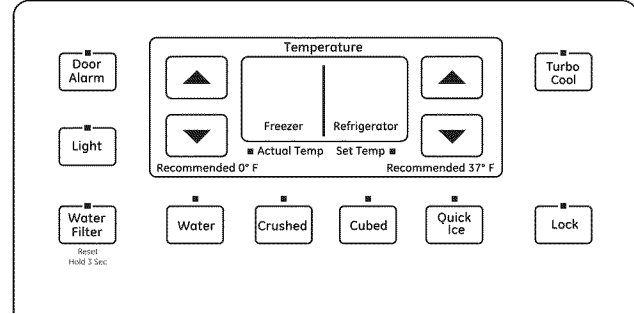 Temperature
Door
Alarm
Turbo
Cool
Freezer
Refrigerator
Light
Actual Temp
Set Temp
Recommended 0° F
Recommended 37° F
Water
Filter
Water
Crushed
Cubed
Quick
Ice
Lock
Reset
Hold 3 Sec